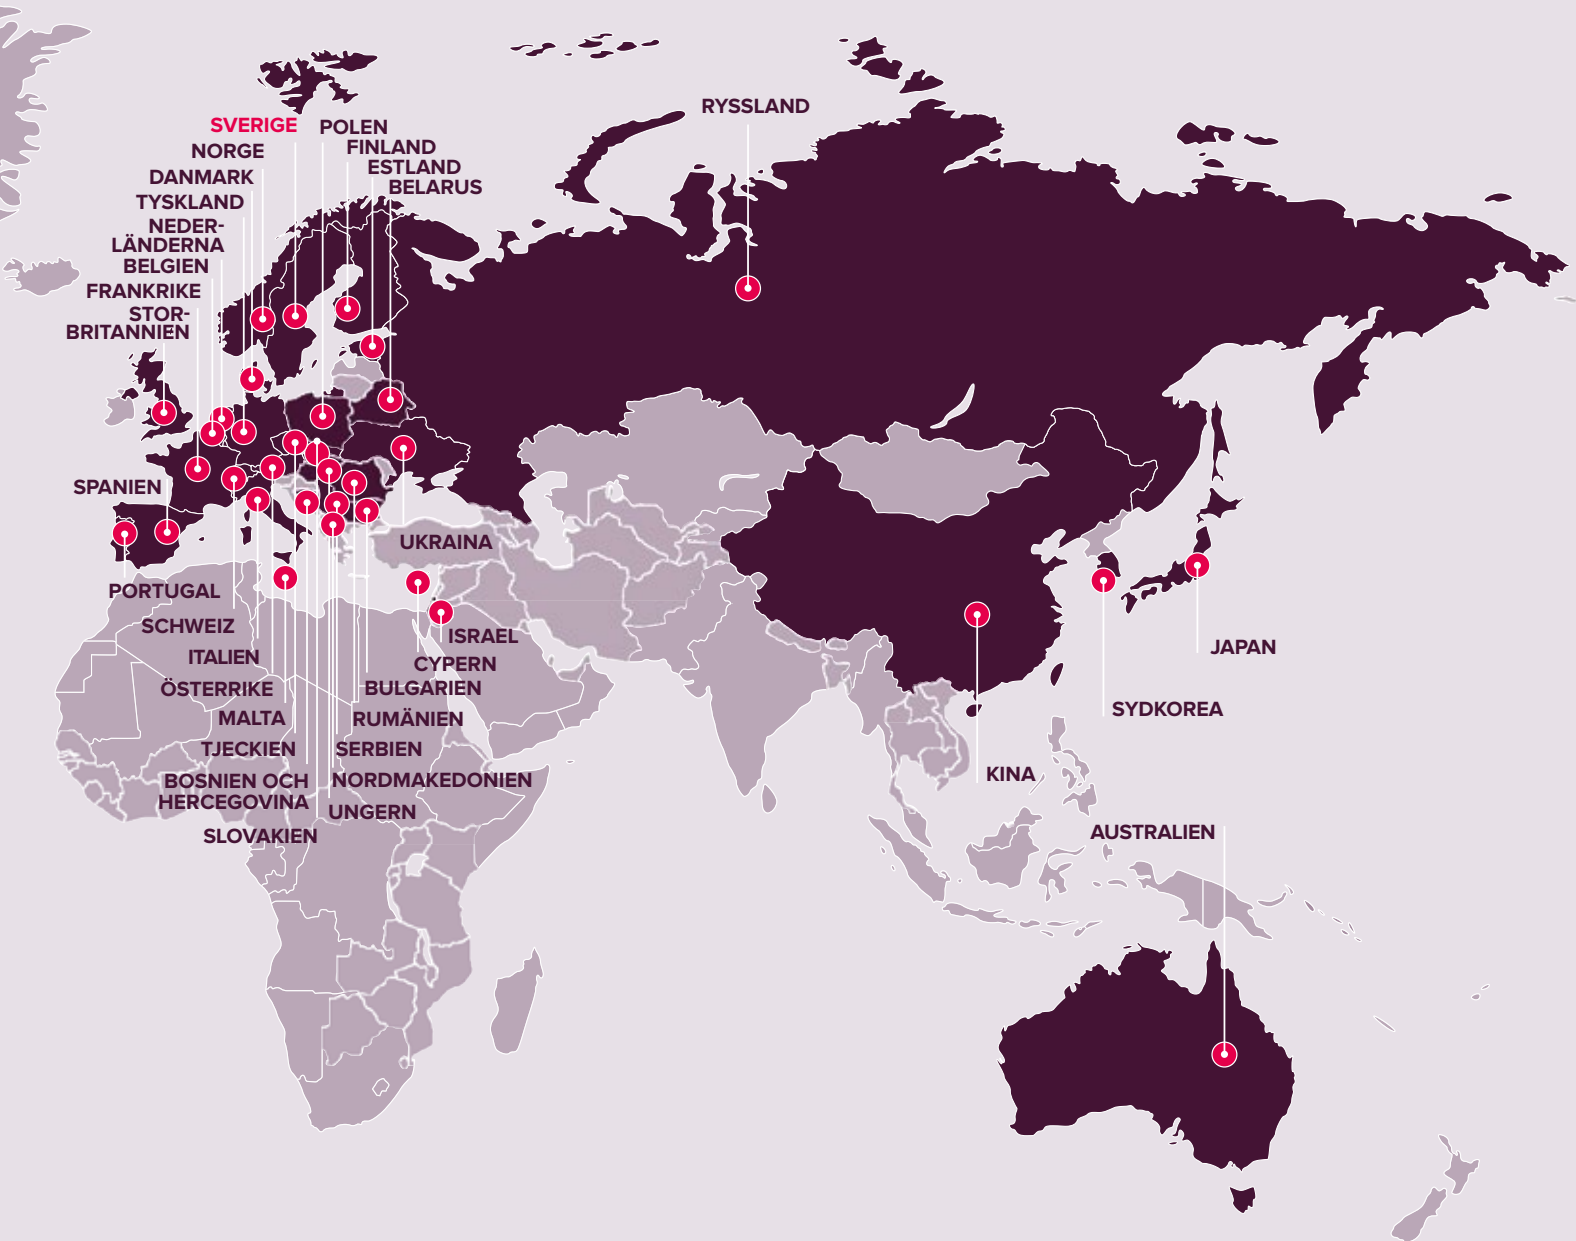 RYSSLAND
SVERIGE
POLEN
NORGE
FINLAND
ESTLAND
DANMARK
BELARUS
TYSKLAND
NEDER-
LÄNDERNA
BELGIEN
FRANKRIKE
STOR-
BRITANNIEN
SPANIEN
UKRAINA
PORTUGAL
SCHWEIZ
ISRAEL
ITALIEN
CYPERN
ÖSTERRIKE
BULGARIEN
MALTA
RUMÄNIEN
TJECKIEN
SERBIEN
BOSNIEN OCH
HERCEGOVINA
NORDMAKEDONIEN
UNGERN
SLOVAKIEN
JAPAN
SYDKOREA
KINA
AUSTRALIEN